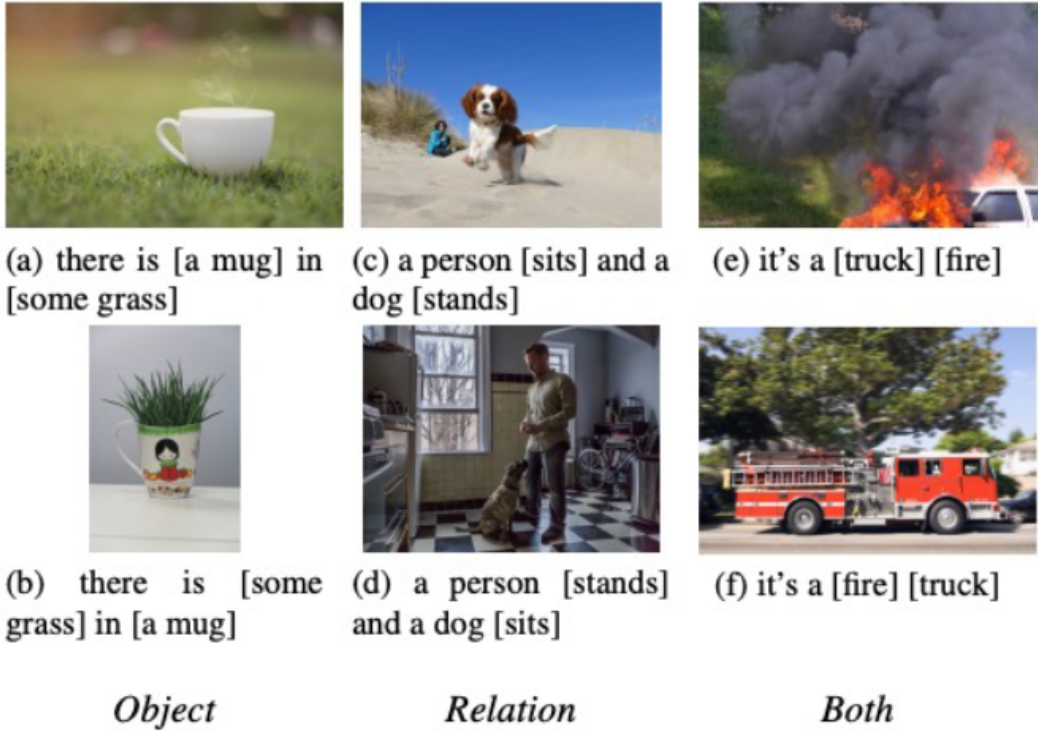 (a) there is [a mug] in
[some grass]
(c) a person [sits] and a
dog [stands]
(e) it's a [truck] [fire]
(b) there is [some
grass] in [a mug]
(d) a person [stands]
and a dog [sits]
(f) it's a [fire] [truck]
Object
Relation
Both